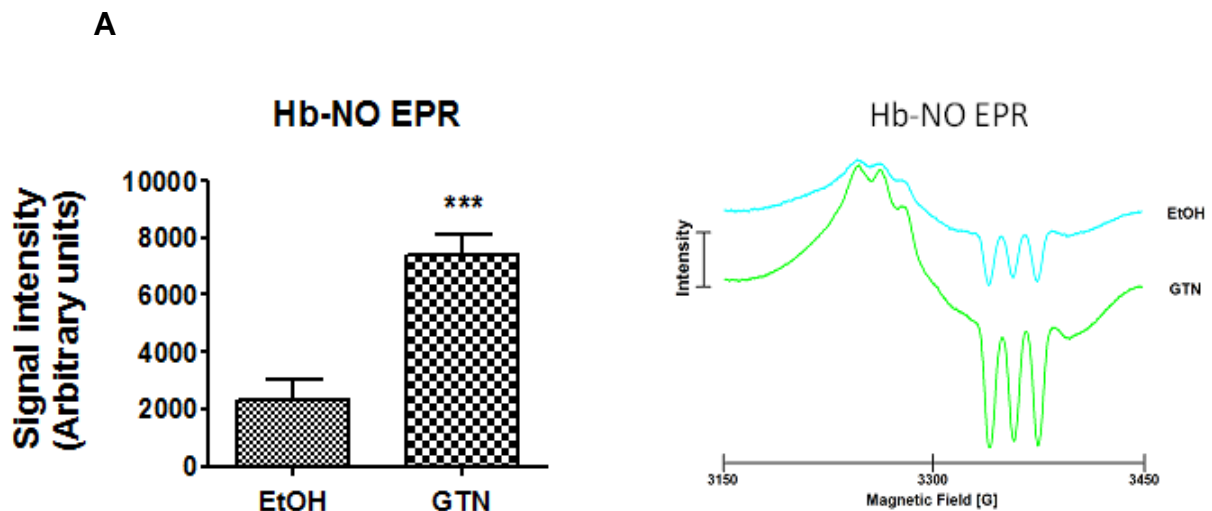 A
Hb-NO EPR
Signal intensity
(Arbitrary units)
10000
8000
6000
4000
2000
0
***
EtOH
GTN
Hb-NO EPR
Intensity
EtOH
GTN
3150
3300
3450
Magnetic Field [G]